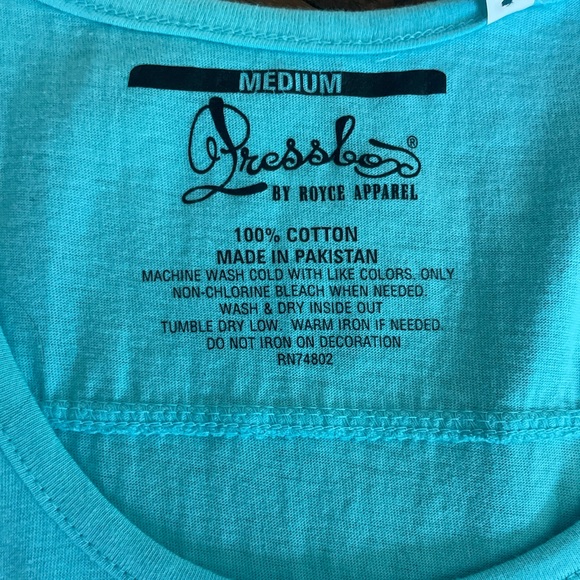 MEDIUM
Pressbox®
BY ROYCE APPAREL
100% COTTON
MADE IN PAKISTAN
MACHINE WASH COLD WITH LIKE COLORS. ONLY
NON-CHLORINE BLEACH WHEN NEEDED.
WASH & DRY INSIDE OUT
TUMBLE DRY LOW. WARM IRON IF NEEDED.
DO NOT IRON ON DECORATION
RN74802